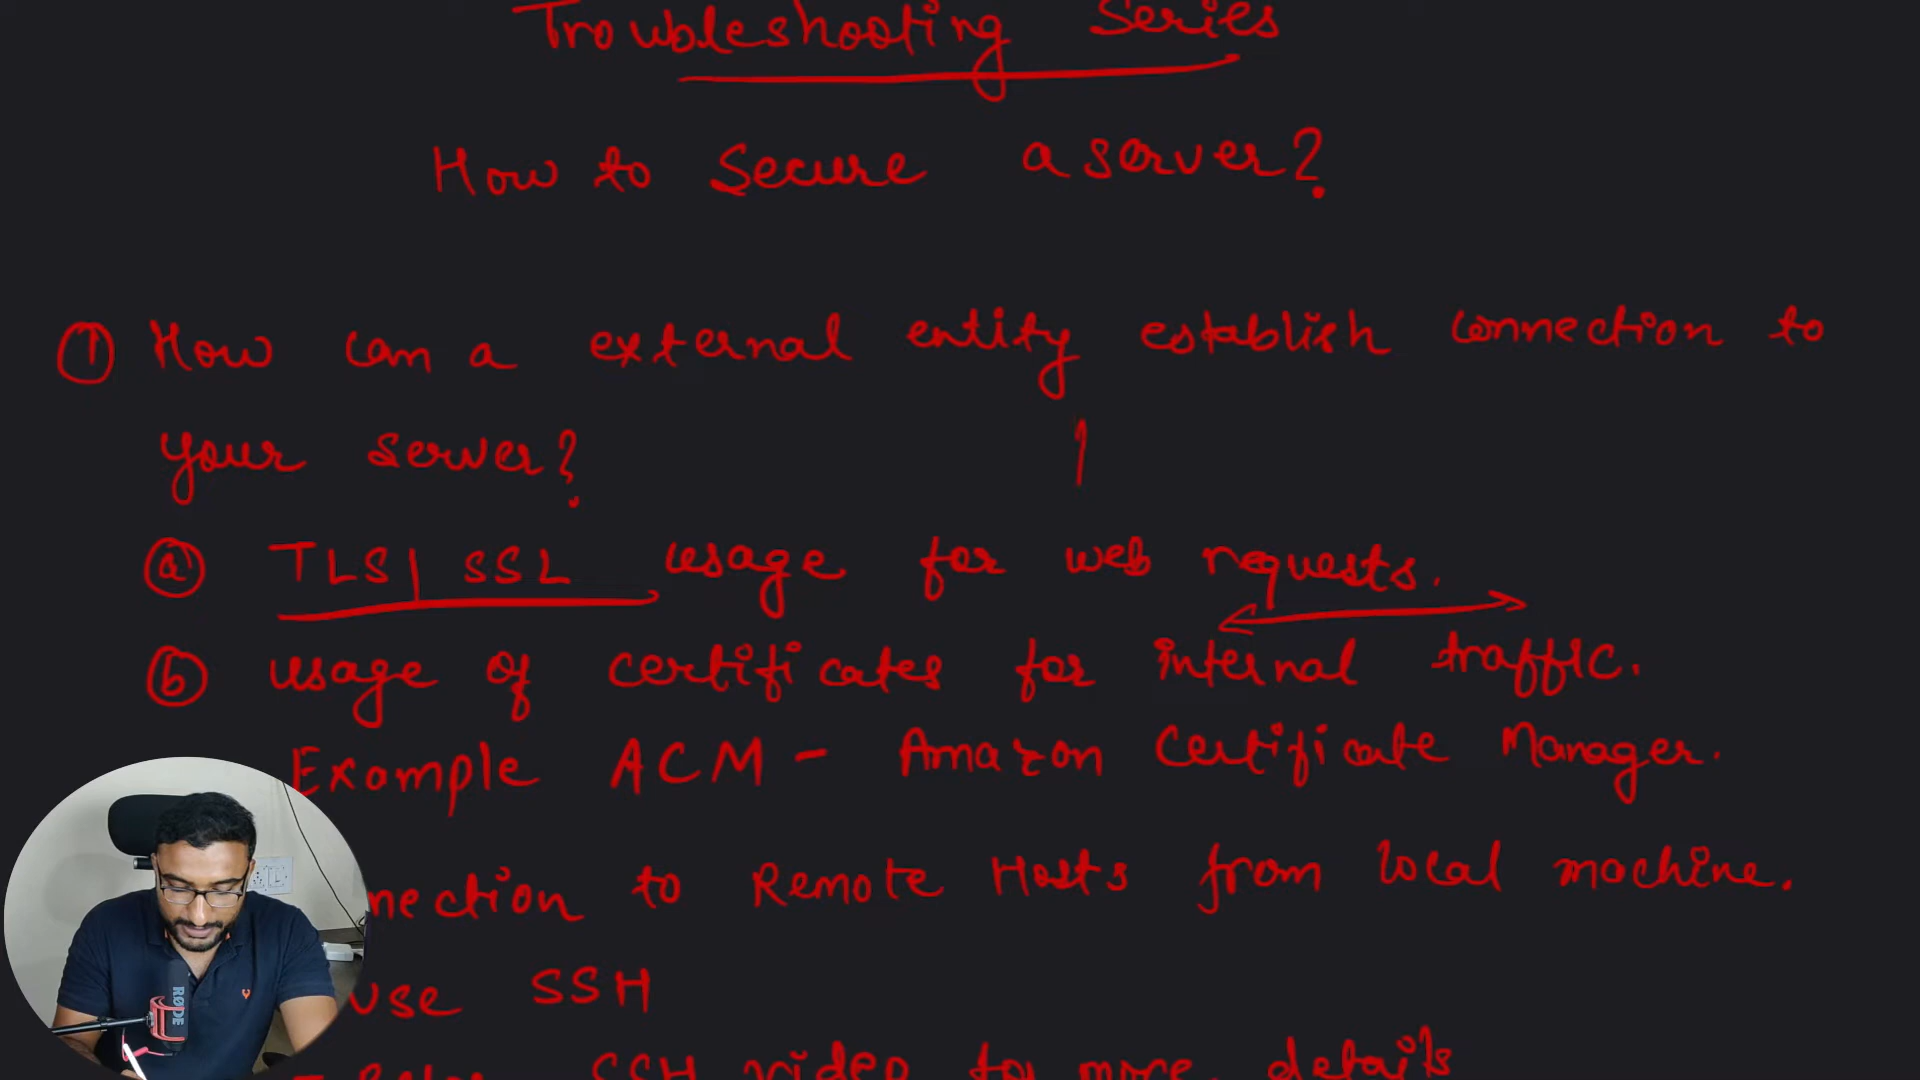 Troubleshooting Series
How to secure a server?
1 How can a external entity establish connection to
your server?
a TLS| SSL usage for web requests.
b usage of certificates for internal traffic.
Example ACM - Amazon Certificate Manager.
nection to Remote Hosts from local machine.
use SSH
SSH video for more details
RØDE